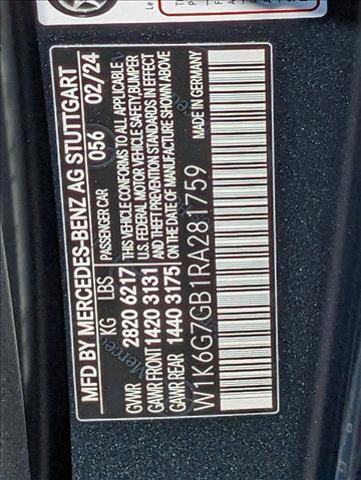 MFD BY MERCEDES-BENZ AG STUTTGART
PASSENGER CAR 056 02/24
KG LBS
GVWR 2820 6217
GAWR FRONT 1420 3131
GAWR REAR 1440 3175
THIS VEHICLE CONFORMS TO ALL APPLICABLE
U.S. FEDERAL MOTOR VEHICLE SAFETY, BUMPER
AND THEFT PREVENTION STANDARDS IN EFFECT
ON THE DATE OF MANUFACTURE SHOWN ABOVE.
MADE IN GERMANY
W1K6G7GB1RA281759